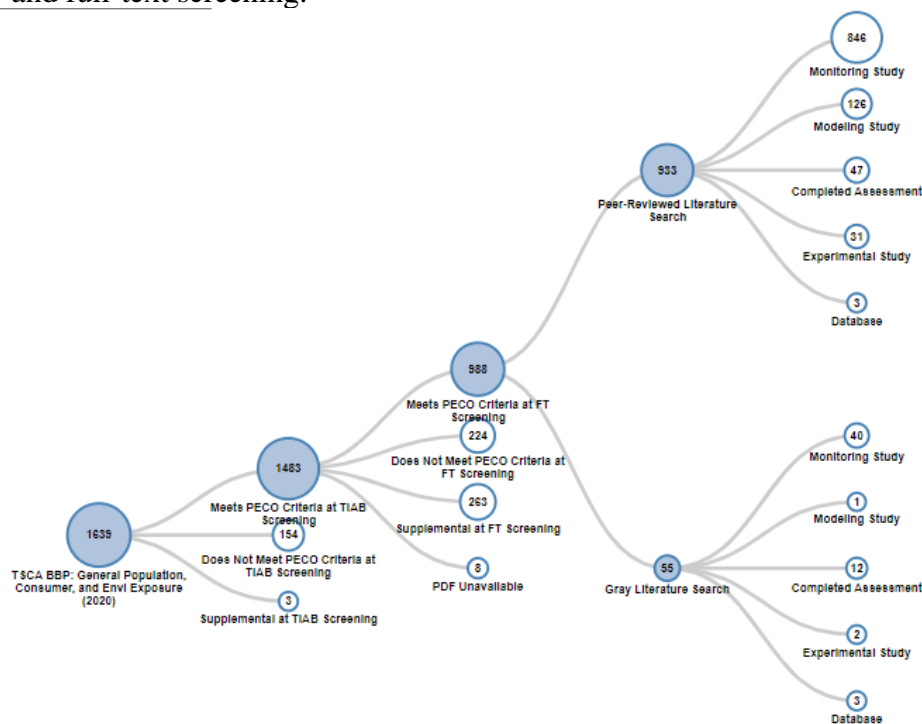 and full-text screening.
846
Monitoring Study
126
Modeling Study
47
Completed Assessment
31
Experimental Study
3
Database
933
Peer-Reviewed Literature
Search
988
Meets PECO Criteria at FT
Screening
224
Does Not Meet PECO Criteria at
FT Screening
263
Supplemental at FT Screening
8
PDF Unavailable
1483
Meets PECO Criteria at TIAB
Screening
154
Does Not Meet PECO Criteria at
TIAB Screening
3
Supplemental at TIAB Screening
1639
TSCA BBP: General Population,
Consumer, and Envi Exposure
(2020)
40
Monitoring Study
1
Modeling Study
55
Gray Literature Search
12
Completed Assessment
2
Experimental Study
3
Database